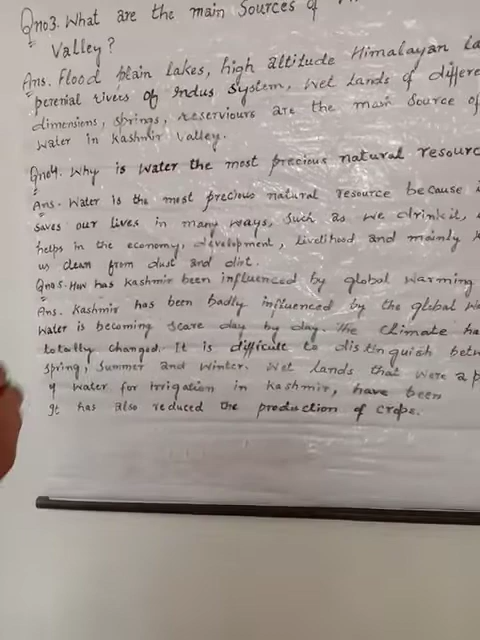 Qno3. What are the main Sources of
Valley?
Ans. Flood plain lakes, high altitude Himalayan
perenial rivers of Indus System, wet lands of
dimensions, springs, reserviours are the main source of
water in Kashmir Valley.
Qno4. Why is water the most precious natural
Ans. Water is the most precious natural resource because
saves our lives in many ways, such as we drink it,
helps in the economy, development, livelihood and mainly
us clean from dust and dirt.
Qno5. How has Kashmir been influenced by global warming
Ans. Kashmir has been badly influenced by the global
Water is becoming scare day by day. The climate
totally changed. It is difficult to distinguish
Spring, Summer and Winter. Wet lands that were a
of water for Irrigation in Kashmir, have been
It has also reduced the production of crops.